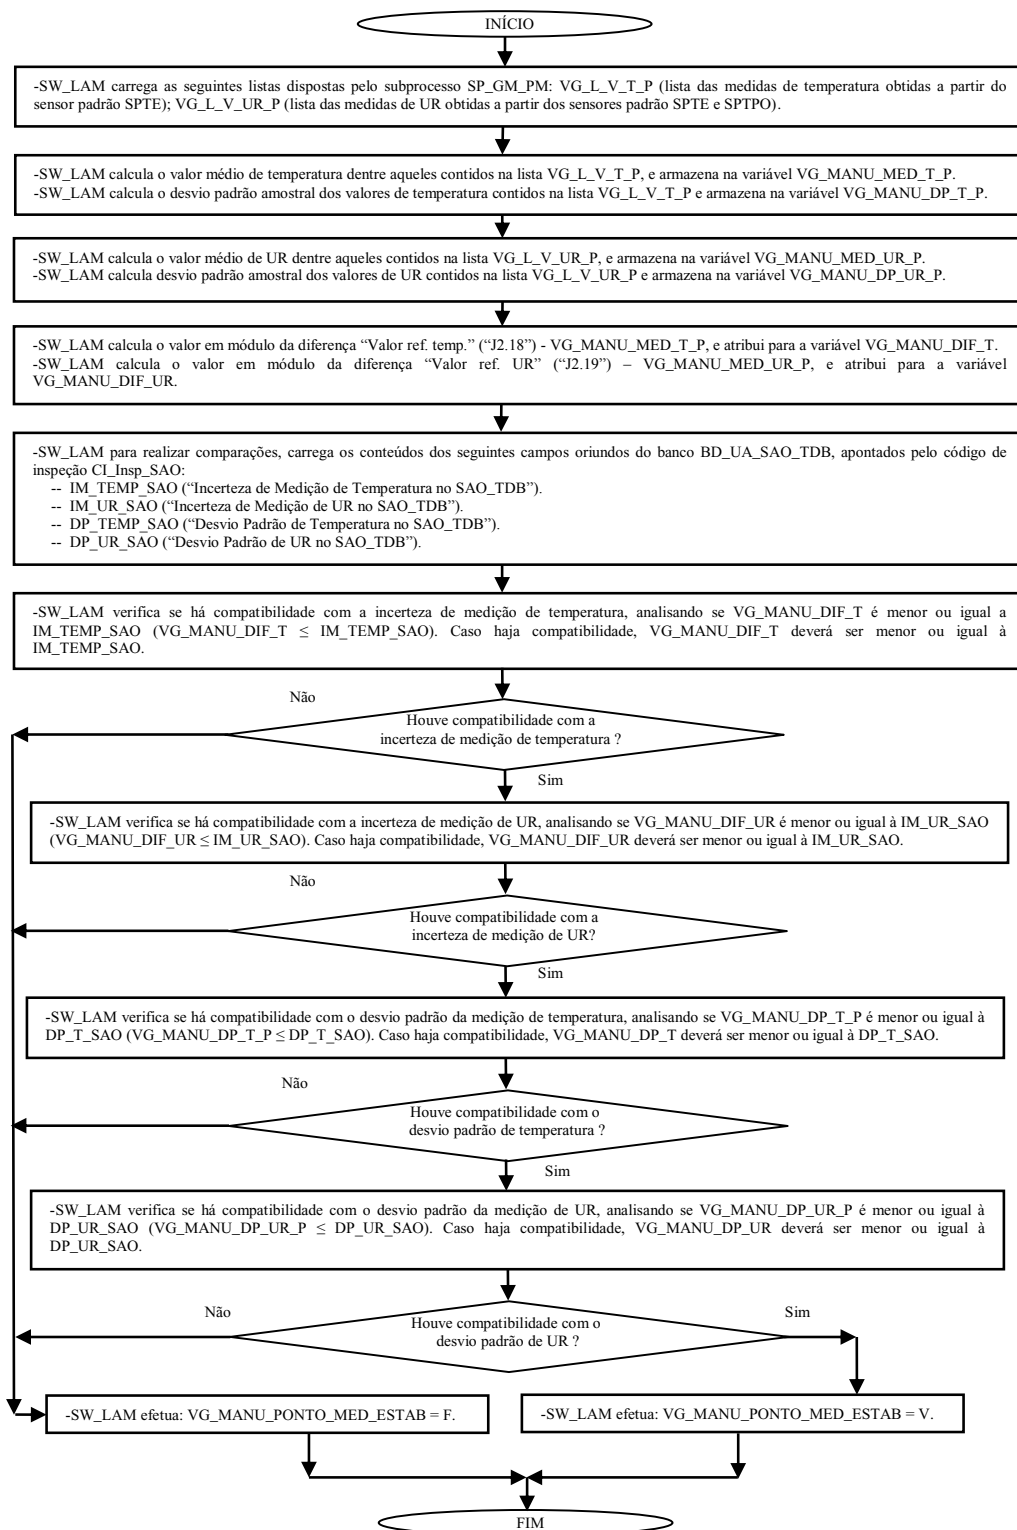 INÍCIO
-SW_LAM carrega as seguintes listas dispostas pelo subprocesso SP_GM_PM: VG_L_V_T_P (lista das medidas de temperatura obtidas a partir do
sensor padrão SPTE); VG_L_V_UR_P (lista das medidas de UR obtidas a partir dos sensores padrão SPTE e SPTPO).
-SW_LAM calcula o valor médio de temperatura dentre aqueles contidos na lista VG_L_V_T_P, e armazena na variável VG_MANU_MED_T_P.
-SW_LAM calcula o desvio padrão amostral dos valores de temperatura contidos na lista VG_L_V_T_P e armazena na variável VG_MANU_DP_T_P.
-SW_LAM calcula o valor médio de UR dentre aqueles contidos na lista VG_L_V_UR_P, e armazena na variável VG_MANU_MED_UR_P.
-SW_LAM calcula desvio padrão amostral dos valores de UR contidos na lista VG_L_V_UR_P e armazena na variável VG_MANU_DP_UR_P.
-SW_LAM calcula o valor em módulo da diferença “Valor ref. temp.” (“J2.18”) - VG_MANU_MED_T_P, e atribui para a variável VG_MANU_DIF_T.
-SW_LAM calcula o valor em módulo da diferença “Valor ref. UR” (“J2.19”) – VG_MANU_MED_UR_P, e atribui para a variável
VG_MANU_DIF_UR.
-SW_LAM para realizar comparações, carrega os conteúdos dos seguintes campos oriundos do banco BD_UA_SAO_TDB, apontados pelo código de
inspeção CI_Insp_SAO:
-- IM_TEMP_SAO (“Incerteza de Medição de Temperatura no SAO_TDB”).
-- IM_UR_SAO (“Incerteza de Medição de UR no SAO_TDB”).
-- DP_TEMP_SAO (“Desvio Padrão de Temperatura no SAO_TDB”).
-- DP_UR_SAO (“Desvio Padrão de UR no SAO_TDB”).
-SW_LAM verifica se há compatibilidade com a incerteza de medição de temperatura, analisando se VG_MANU_DIF_T é menor ou igual a
IM_TEMP_SAO (VG_MANU_DIF_T ≤ IM_TEMP_SAO). Caso haja compatibilidade, VG_MANU_DIF_T deverá ser menor ou igual à
IM_TEMP_SAO.
Não
Houve compatibilidade com a
incerteza de medição de temperatura ?
Sim
-SW_LAM verifica se há compatibilidade com a incerteza de medição de UR, analisando se VG_MANU_DIF_UR é menor ou igual à IM_UR_SAO
(VG_MANU_DIF_UR ≤ IM_UR_SAO). Caso haja compatibilidade, VG_MANU_DIF_UR deverá ser menor ou igual à IM_UR_SAO.
Não
Houve compatibilidade com a
incerteza de medição de UR?
Sim
-SW_LAM verifica se há compatibilidade com o desvio padrão da medição de temperatura, analisando se VG_MANU_DP_T_P é menor ou igual à
DP_T_SAO (VG_MANU_DP_T_P ≤ DP_T_SAO). Caso haja compatibilidade, VG_MANU_DP_T deverá ser menor ou igual à DP_T_SAO.
Não
Houve compatibilidade com o
desvio padrão de temperatura ?
Sim
-SW_LAM verifica se há compatibilidade com o desvio padrão da medição de UR, analisando se VG_MANU_DP_UR_P é menor ou igual à
DP_UR_SAO (VG_MANU_DP_UR_P ≤ DP_UR_SAO). Caso haja compatibilidade, VG_MANU_DP_UR deverá ser menor ou igual à
DP_UR_SAO.
Não
Sim
Houve compatibilidade com o
desvio padrão de UR ?
-SW_LAM efetua: VG_MANU_PONTO_MED_ESTAB = F.
-SW_LAM efetua: VG_MANU_PONTO_MED_ESTAB = V.
FIM